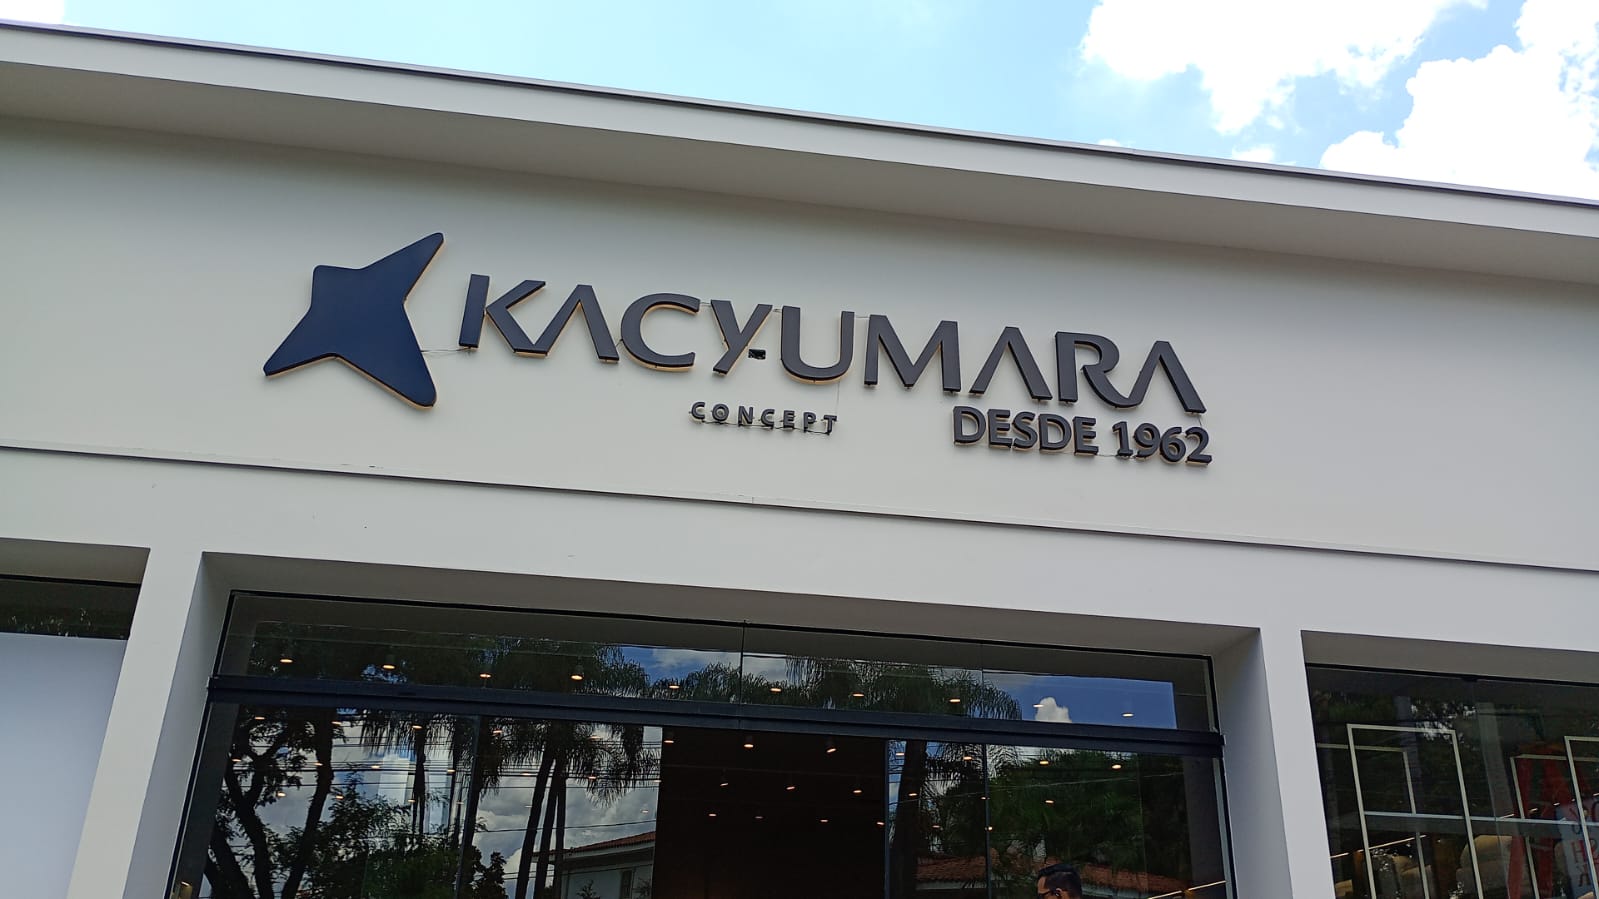 KACYUMARA
CONCEPT
DESDE 1962